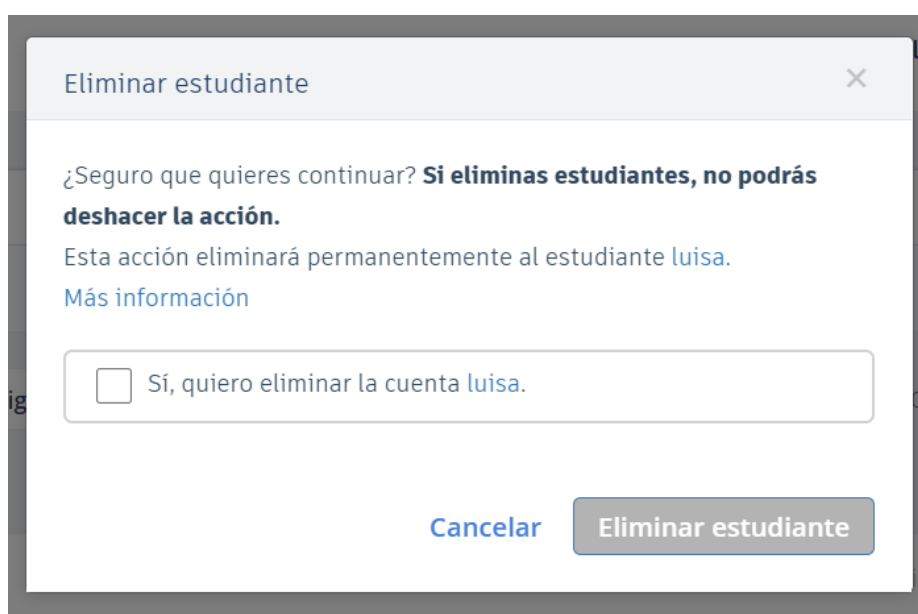 Eliminar estudiante
¿Seguro que quieres continuar? Si eliminas estudiantes, no podrás
deshacer la acción.
Esta acción eliminará permanentemente al estudiante luisa.
Más información
Sí, quiero eliminar la cuenta luisa.
ig
Cancelar
Eliminar estudiante